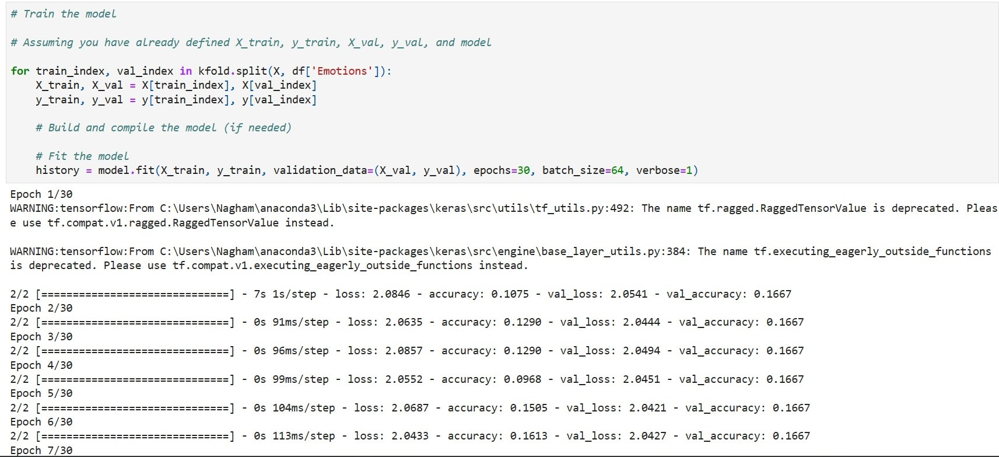 # Train the model
# Assuming you have already defined X_train, y_train, X_val, y_val, and model
for train_index, val_index in kfold.split(X, df['Emotions']):
    X_train, X_val = X[train_index], X[val_index]
    y_train, y_val = y[train_index], y[val_index]
    # Build and compile the model (if needed)
    # Fit the model
    history = model.fit(X_train, y_train, validation_data=(X_val, y_val), epochs=30, batch_size=64, verbose=1)
Epoch 1/30
WARNING:tensorflow:From C:\Users\Nagham\anaconda3\Lib\site-packages\keras\src\utils\tf_utils.py:492: The name tf.ragged.RaggedTensorValue is deprecated. Pleas
e use tf.compat.v1.ragged.RaggedTensorValue instead.
WARNING:tensorflow:From C:\Users\Nagham\anaconda3\Lib\site-packages\keras\src\engine\base_layer_utils.py:384: The name tf.executing_eagerly_outside_functions
is deprecated. Please use tf.compat.v1.executing_eagerly_outside_functions instead.
2/2 [==============================] - 7s 1s/step - loss: 2.0846 - accuracy: 0.1075 - val_loss: 2.0541 - val_accuracy: 0.1667
Epoch 2/30
2/2 [==============================] - 0s 91ms/step - loss: 2.0635 - accuracy: 0.1290 - val_loss: 2.0444 - val_accuracy: 0.1667
Epoch 3/30
2/2 [==============================] - 0s 96ms/step - loss: 2.0857 - accuracy: 0.1290 - val_loss: 2.0494 - val_accuracy: 0.1667
Epoch 4/30
2/2 [==============================] - 0s 99ms/step - loss: 2.0552 - accuracy: 0.0968 - val_loss: 2.0451 - val_accuracy: 0.1667
Epoch 5/30
2/2 [==============================] - 0s 104ms/step - loss: 2.0687 - accuracy: 0.1505 - val_loss: 2.0421 - val_accuracy: 0.1667
Epoch 6/30
2/2 [==============================] - 0s 113ms/step - loss: 2.0433 - accuracy: 0.1613 - val_loss: 2.0427 - val_accuracy: 0.1667
Epoch 7/30